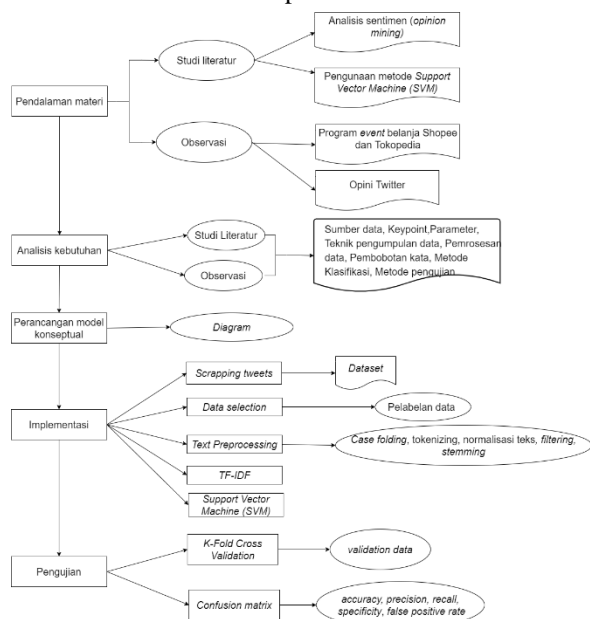 Analisis sentimen (opinion
mining)
Studi literatur
Pengunaan metode Support
Vector Machine (SVM)
Pendalaman materi
Observasi
Program event belanja Shopee
dan Tokopedia
Opini Twitter
Analisis kebutuhan
Studi Literatur
Observasi
Sumber data, Keypoint,Parameter,
Teknik pengumpulan data, Pemrosesan
data, Pembobotan kata, Metode
Klasifikasi, Metode pengujian
Perancangan model
konseptual
Diagram
Scrapping tweets
Dataset
Data selection
Pelabelan data
Implementasi
Text Preprocessing
Case folding, tokenizing, normalisasi teks, filtering,
stemming
TF-IDF
Support Vector
Machine (SVM)
Pengujian
K-Fold Cross
Validation
validation data
Confusion matrix
accuracy, precision, recall,
specificity, false positive rate